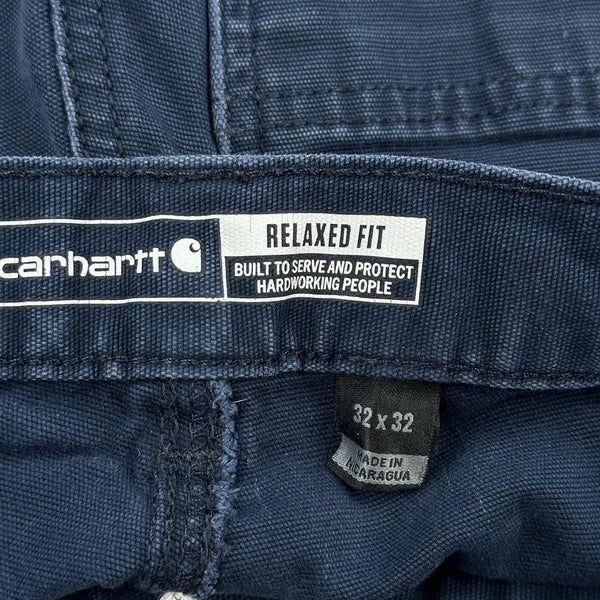 carhartt
RELAXED FIT
BUILT TO SERVE AND PROTECT
HARDWORKING PEOPLE
32 x 32
MADE IN
NICARAGUA